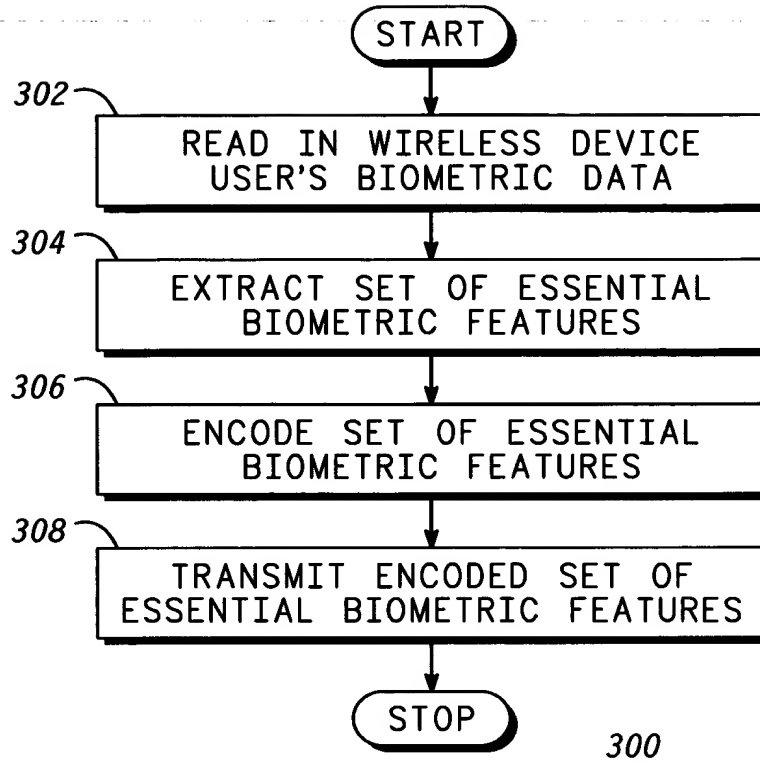 START
302
READ IN WIRELESS DEVICE
USER'S BIOMETRIC DATA
304
EXTRACT SET OF ESSENTIAL
BIOMETRIC FEATURES
306
ENCODE SET OF ESSENTIAL
BIOMETRIC FEATURES
308
TRANSMIT ENCODED SET OF
ESSENTIAL BIOMETRIC FEATURES
STOP
300